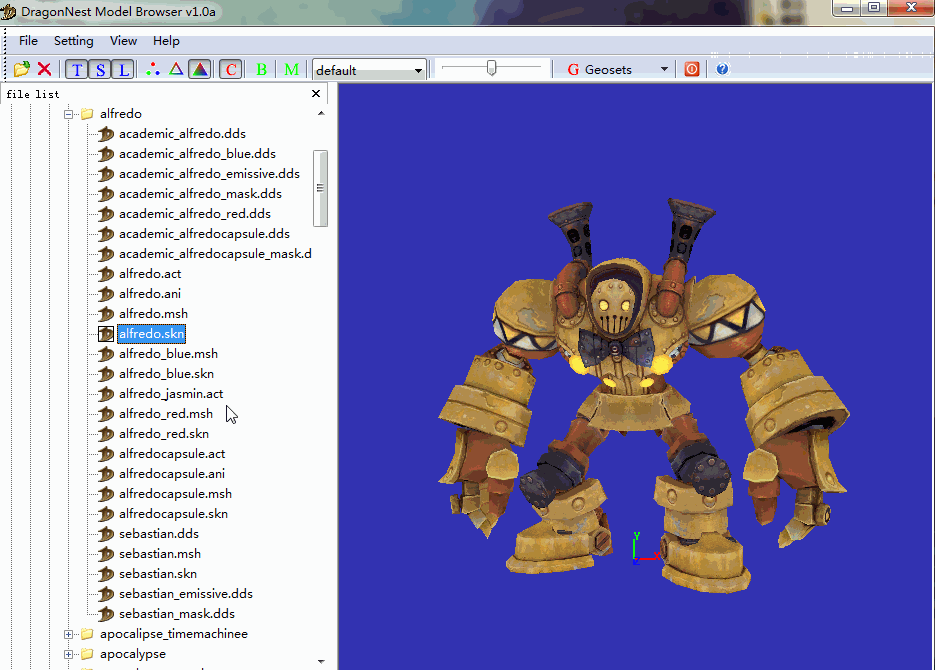 DragonNest Model Browser v1.0a
File Setting View Help
T S L C B M default G Geosets
file list
alfredo
academic_alfredo.dds
academic_alfredo_blue.dds
academic_alfredo_emissive.dds
academic_alfredo_mask.dds
academic_alfredo_red.dds
academic_alfredocapsule.dds
academic_alfredocapsule_mask.d
alfredo.act
alfredo.ani
alfredo.msh
alfredo.skn
alfredo_blue.msh
alfredo_blue.skn
alfredo_jasmin.act
alfredo_red.msh
alfredo_red.skn
alfredocapsule.act
alfredocapsule.ani
alfredocapsule.msh
alfredocapsule.skn
sebastian.dds
sebastian.msh
sebastian.skn
sebastian_emissive.dds
sebastian_mask.dds
apocalipse_timemachinee
apocalypse
Y
X
Z